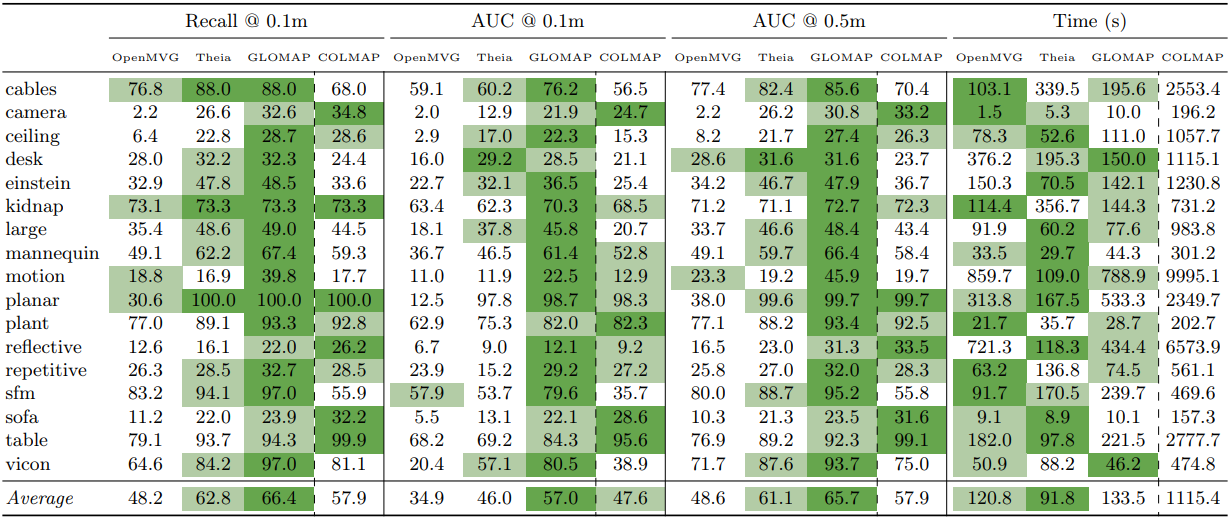 Recall @ 0.1m AUC @ 0.1m AUC @ 0.5m Time (s)
OpenMVG Theia GLOMAP COLMAP OpenMVG Theia GLOMAP COLMAP OpenMVG Theia GLOMAP COLMAP OpenMVG Theia GLOMAP COLMAP
cables 76.8 88.0 88.0 68.0 59.1 60.2 76.2 56.5 77.4 82.4 85.6 70.4 103.1 339.5 195.6 2553.4
camera 2.2 26.6 32.6 34.8 2.0 12.9 21.9 24.7 2.2 26.2 30.8 33.2 1.5 5.3 10.0 196.2
ceiling 6.4 22.8 28.7 28.6 2.9 17.0 22.3 15.3 8.2 21.7 27.4 26.3 78.3 52.6 111.0 1057.7
desk 28.0 32.2 32.3 24.4 16.0 29.2 28.5 21.1 28.6 31.6 31.6 23.7 376.2 195.3 150.0 1115.1
einstein 32.9 47.8 48.5 33.6 22.7 32.1 36.5 25.4 34.2 46.7 47.9 36.7 150.3 70.5 142.1 1230.8
kidnap 73.1 73.3 73.3 73.3 63.4 62.3 70.3 68.5 71.2 71.1 72.7 72.3 114.4 356.7 144.3 731.2
large 35.4 48.6 49.0 44.5 18.1 37.8 45.8 20.7 33.7 46.6 48.4 43.4 91.9 60.2 77.6 983.8
mannequin 49.1 62.2 67.4 59.3 36.7 46.5 61.4 52.8 49.1 59.7 66.4 58.4 33.5 29.7 44.3 301.2
motion 18.8 16.9 39.8 17.7 11.0 11.9 22.5 12.9 23.3 19.2 45.9 19.7 859.7 109.0 788.9 9995.1
planar 30.6 100.0 100.0 100.0 12.5 97.8 98.7 98.3 38.0 99.6 99.7 99.7 313.8 167.5 533.3 2349.7
plant 77.0 89.1 93.3 92.8 62.9 75.3 82.0 82.3 77.1 88.2 93.4 92.5 21.7 35.7 28.7 202.7
reflective 12.6 16.1 22.0 26.2 6.7 9.0 12.1 9.2 16.5 23.0 31.3 33.5 721.3 118.3 434.4 6573.9
repetitive 26.3 28.5 32.7 28.5 23.9 15.2 29.2 27.2 25.8 27.0 32.0 28.3 63.2 136.8 74.5 561.1
sfm 83.2 94.1 97.0 55.9 57.9 53.7 79.6 35.7 80.0 88.7 95.2 55.8 91.7 170.5 239.7 469.6
sofa 11.2 22.0 23.9 32.2 5.5 13.1 22.1 28.6 10.3 21.3 23.5 31.6 9.1 8.9 10.1 157.3
table 79.1 93.7 94.3 99.9 68.2 69.2 84.3 95.6 76.9 89.2 92.3 99.1 182.0 97.8 221.5 2777.7
vicon 64.6 84.2 97.0 81.1 20.4 57.1 80.5 38.9 71.7 87.6 93.7 75.0 50.9 88.2 46.2 474.8
Average 48.2 62.8 66.4 57.9 34.9 46.0 57.0 47.6 48.6 61.1 65.7 57.9 120.8 91.8 133.5 1115.4